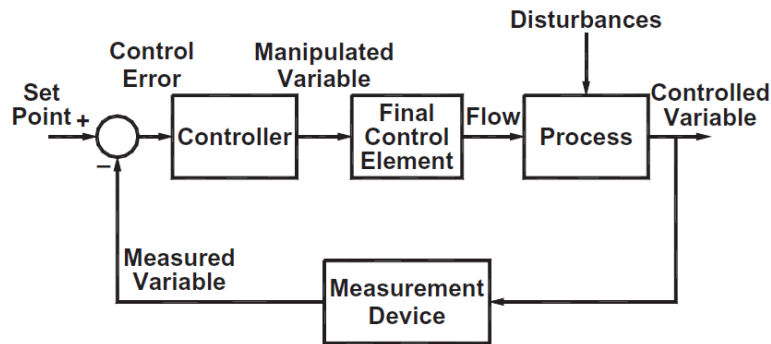 Disturbances
Control
Error
Manipulated
Variable
Set
Point
+
−
Controller
Final
Control
Element
Flow
Process
Controlled
Variable
Measured
Variable
Measurement
Device